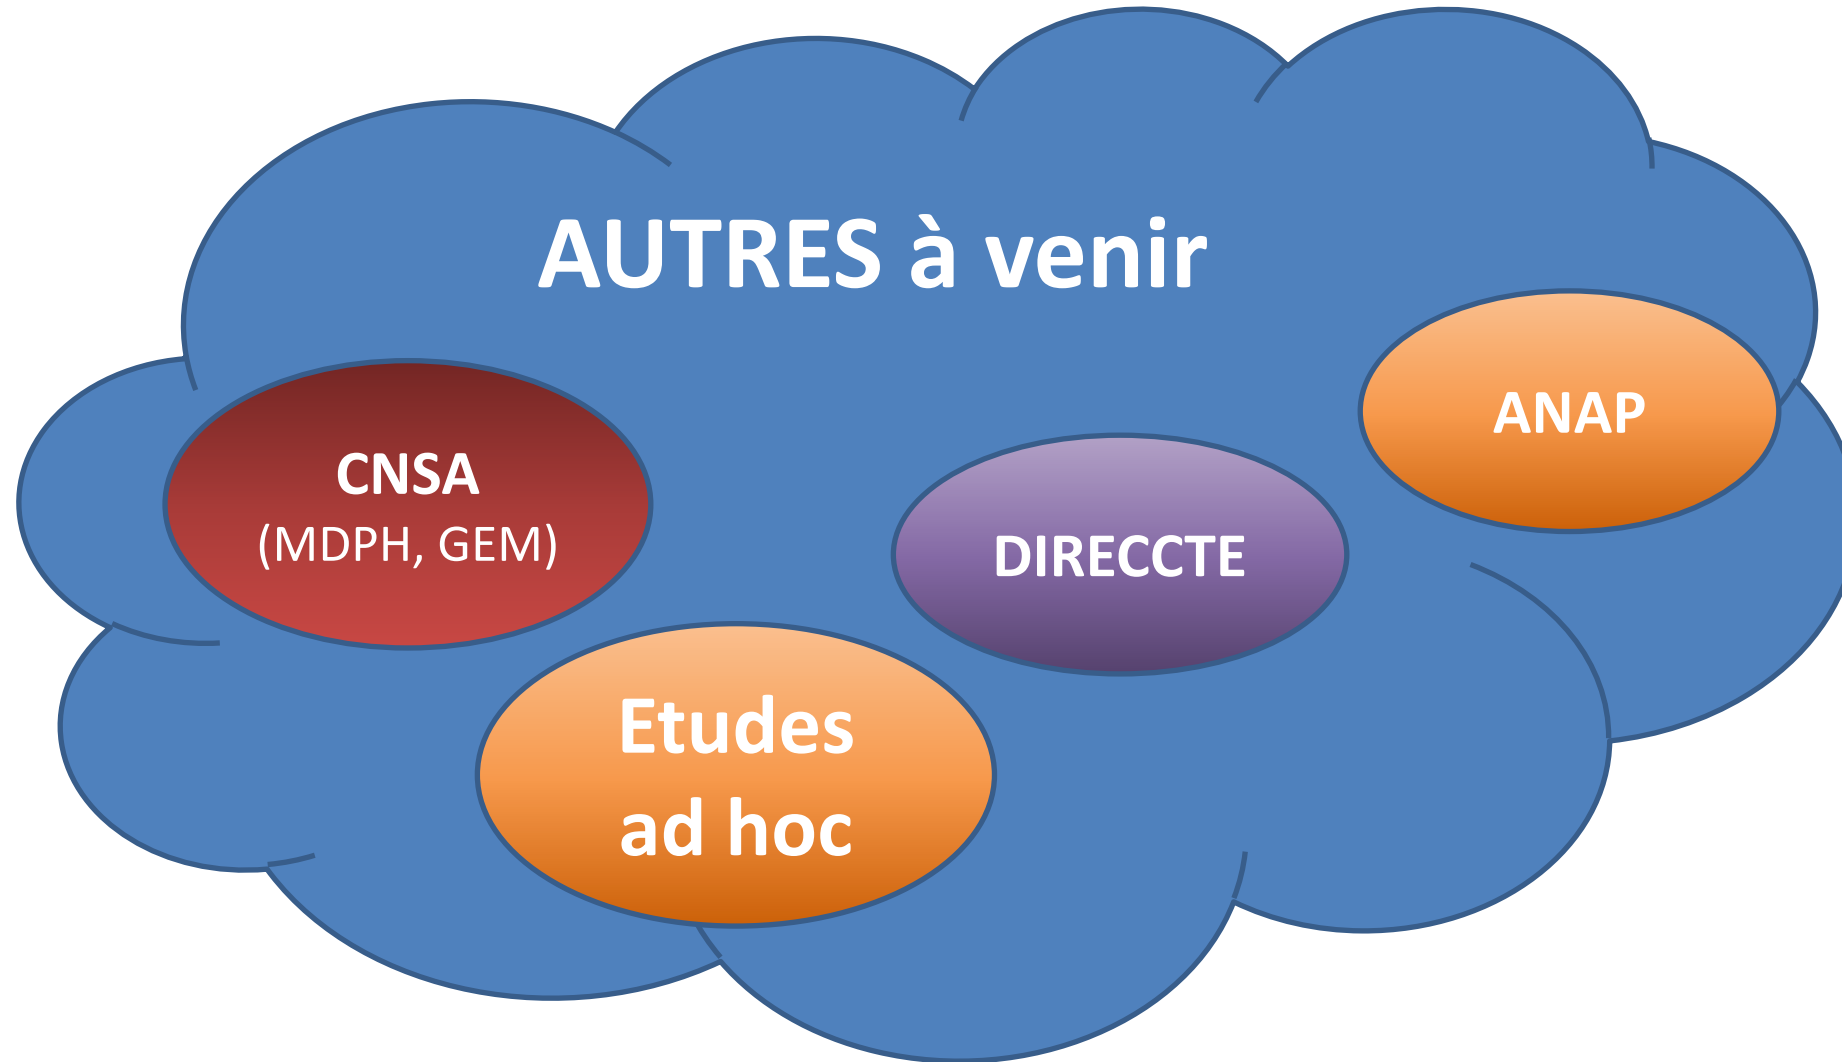 AUTRES à venir
ANAP
CNSA
(MDPH, GEM)
DIRECCTE
Etudes
ad hoc